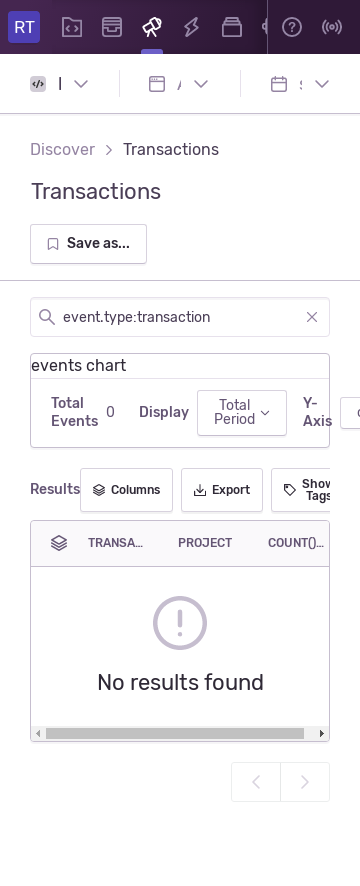 RT
Discover > Transactions
Transactions
Save as...
event.type:transaction
events chart
Total Events 0 Display Total Period Y-Axis
Results Columns Export Show Tags
TRANSA... PROJECT COUNT()...
No results found